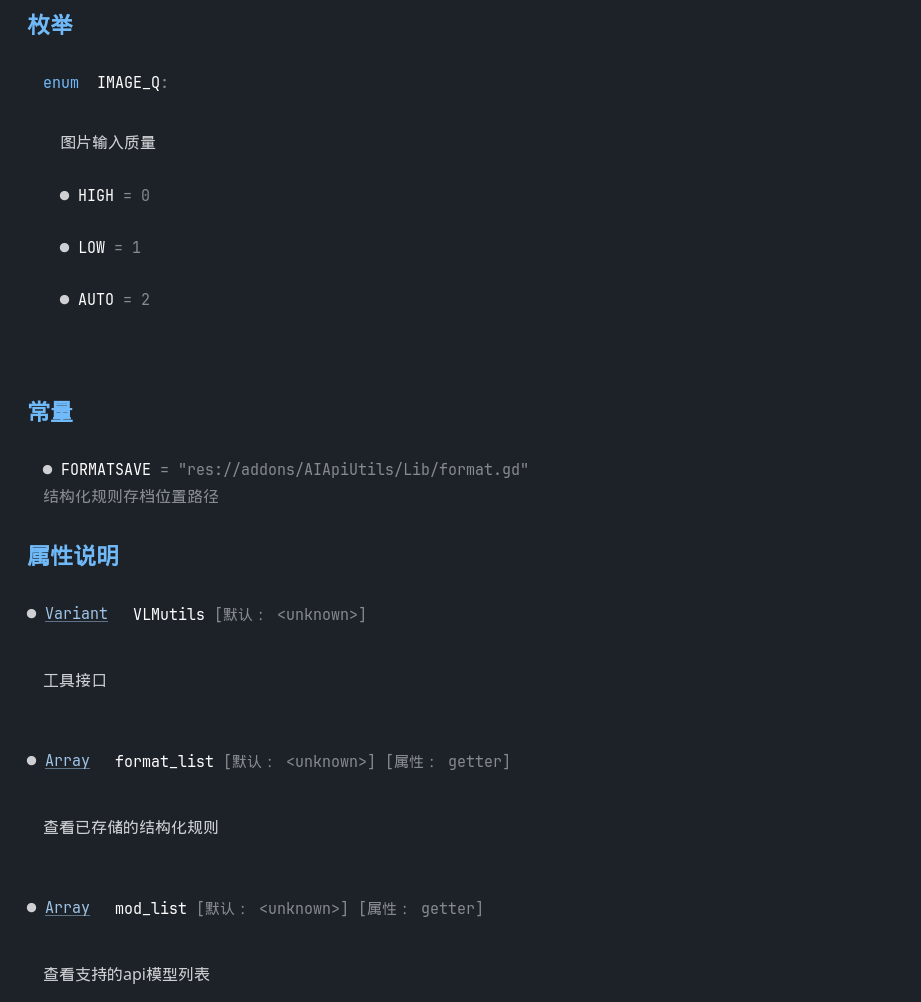 枚举
enum IMAGE_Q:
图片输入质量
● HIGH = 0
● LOW = 1
● AUTO = 2
常量
● FORMATSAVE = "res://addons/AIApiUtils/Lib/format.gd"
结构化规则存档位置路径
属性说明
● Variant VLMutils [默认： <unknown>]
工具接口
● Array format_list [默认： <unknown>] [属性： getter]
查看已存储的结构化规则
● Array mod_list [默认： <unknown>] [属性： getter]
查看支持的api模型列表